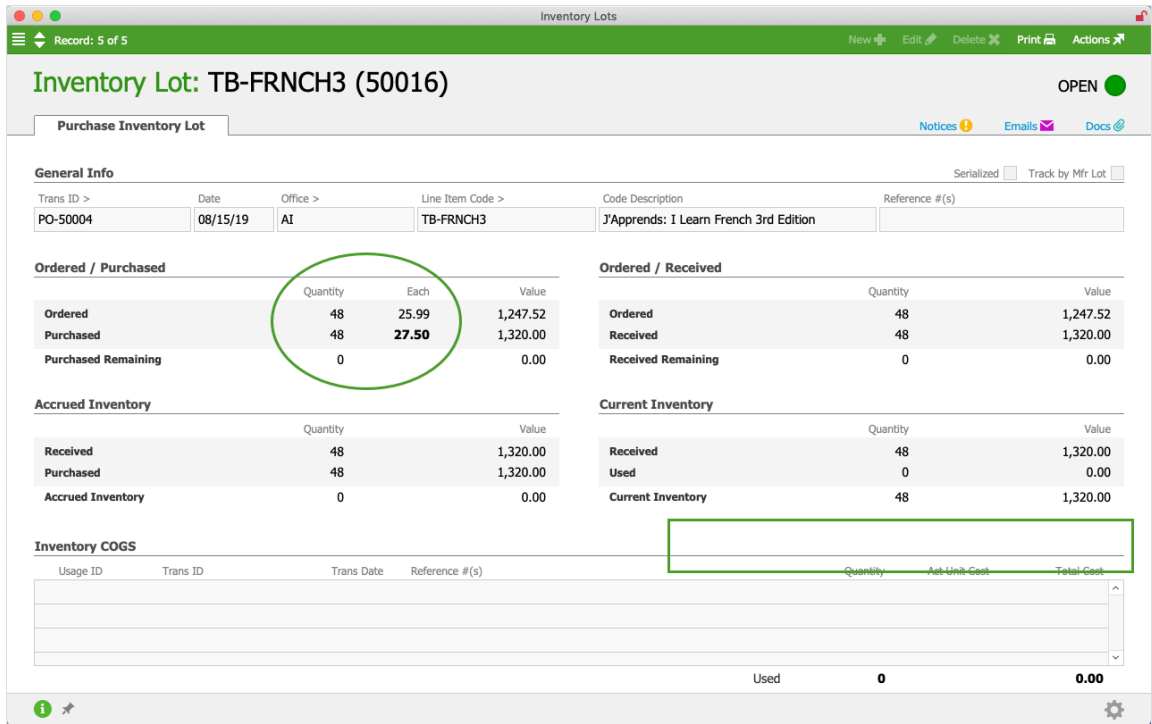 Inventory Lots
Record: 5 of 5 New Edit Delete Print Actions
Inventory Lot: TB-FRNCH3 (50016) OPEN
Purchase Inventory Lot Notices Emails Docs
General Info Serialized Track by Mfr Lot
Trans ID > Date Office > Line Item Code > Code Description Reference #(s)
PO-50004 08/15/19 AI TB-FRNCH3 J'Apprends: I Learn French 3rd Edition
Ordered / Purchased
Quantity Each Value
Ordered 48 25.99 1,247.52
Purchased 48 27.50 1,320.00
Purchased Remaining 0 0.00
Ordered / Received
Quantity Value
Ordered 48 1,247.52
Received 48 1,320.00
Received Remaining 0 0.00
Accrued Inventory
Quantity Value
Received 48 1,320.00
Purchased 48 1,320.00
Accrued Inventory 0 0.00
Current Inventory
Quantity Value
Received 48 1,320.00
Used 0 0.00
Current Inventory 48 1,320.00
Inventory COGS
Usage ID Trans ID Trans Date Reference #(s) Quantity Act Unit Cost Total Cost
Used 0 0.00